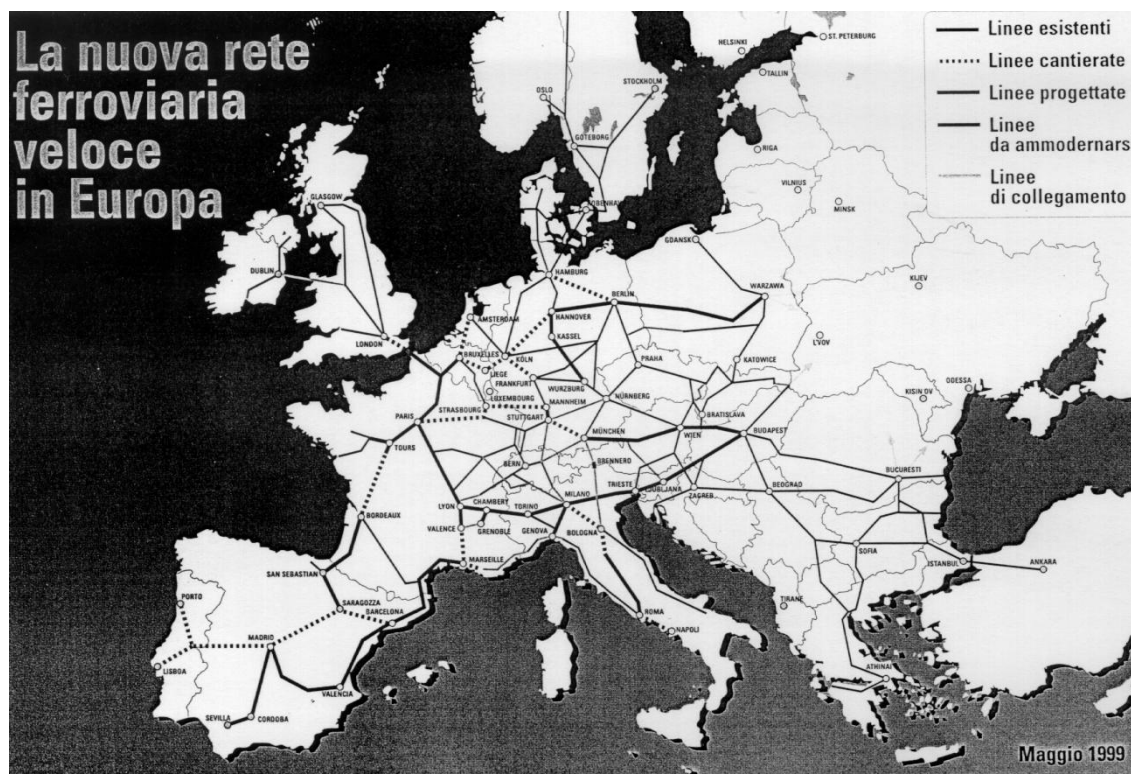 La nuova rete
ferroviaria
veloce
in Europa
Linee esistenti
Linee cantierate
Linee progettate
Linee
da ammodernars
Linee
di collegamento
HELSINKI
ST. PETERBURG
TALLIN
STOCKHOLM
OSLO
GÖTEBORG
RIGA
VILNIUS
MINSK
GLASGOW
KOBENHAV
GDANSK
DUBLIN
HAMBURG
KIJEV
WARZAWA
BERLIN
AMSTERDAM
HANNOVER
LONDON
KASSEL
L'VOV
BRUXELLES
KÖLN
PRAHA
KATOWICE
LIEGE
FRANKFURT
WURZBURG
ODESSA
LUXEMBOURG
NÜRNBERG
KISIN OV
STRASBOURG
MANNHEIM
PARIS
STUTTGART
BRATISLAVA
MÜNCHEN
WIEN
BUDAPEST
TOURS
BERN
BRENNERO
BUCURESTI
TRIESTE
LJUBLJANA
ZAGREB
BEOGRAD
LYON
CHAMBERY
TORINO
MILANO
BORDEAUX
VALENCE
GRENOBLE
GENOVA
BOLOGNA
SOFIA
MARSEILLE
ISTANBUL
ANKARA
SAN SEBASTIAN
PORTO
SARAGOZZA
BARCELONA
TIRANE
ROMA
NAPOLI
MADRID
LISBOA
ATHINAI
VALENCIA
SEVILLA
CORDOBA
Maggio 1999